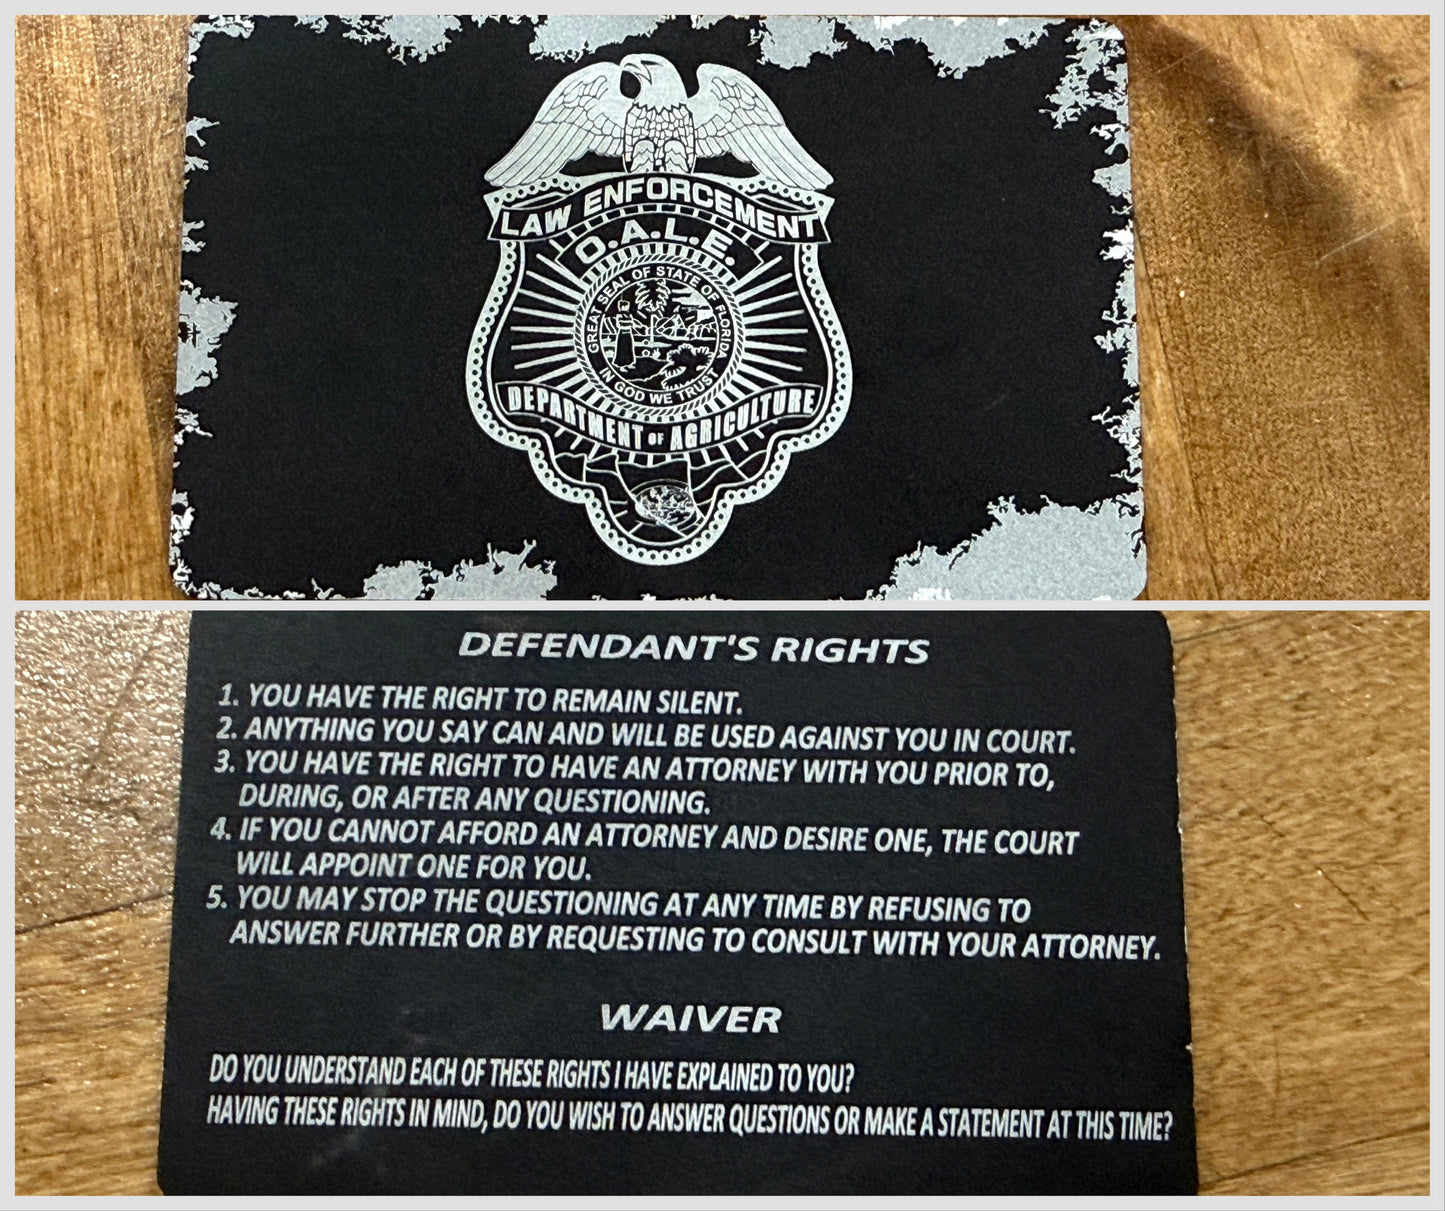 LAW ENFORCEMENT
O.A.L.E.
GREAT SEAL OF STATE OF FLORIDA
IN GOD WE TRUST
DEPARTMENT OF AGRICULTURE
DEFENDANT'S RIGHTS
1. YOU HAVE THE RIGHT TO REMAIN SILENT.
2. ANYTHING YOU SAY CAN AND WILL BE USED AGAINST YOU IN COURT.
3. YOU HAVE THE RIGHT TO HAVE AN ATTORNEY WITH YOU PRIOR TO,
DURING, OR AFTER ANY QUESTIONING.
4. IF YOU CANNOT AFFORD AN ATTORNEY AND DESIRE ONE, THE COURT
WILL APPOINT ONE FOR YOU.
5. YOU MAY STOP THE QUESTIONING AT ANY TIME BY REFUSING TO
ANSWER FURTHER OR BY REQUESTING TO CONSULT WITH YOUR ATTORNEY.
WAIVER
DO YOU UNDERSTAND EACH OF THESE RIGHTS I HAVE EXPLAINED TO YOU?
HAVING THESE RIGHTS IN MIND, DO YOU WISH TO ANSWER QUESTIONS OR MAKE A STATEMENT AT THIS TIME?